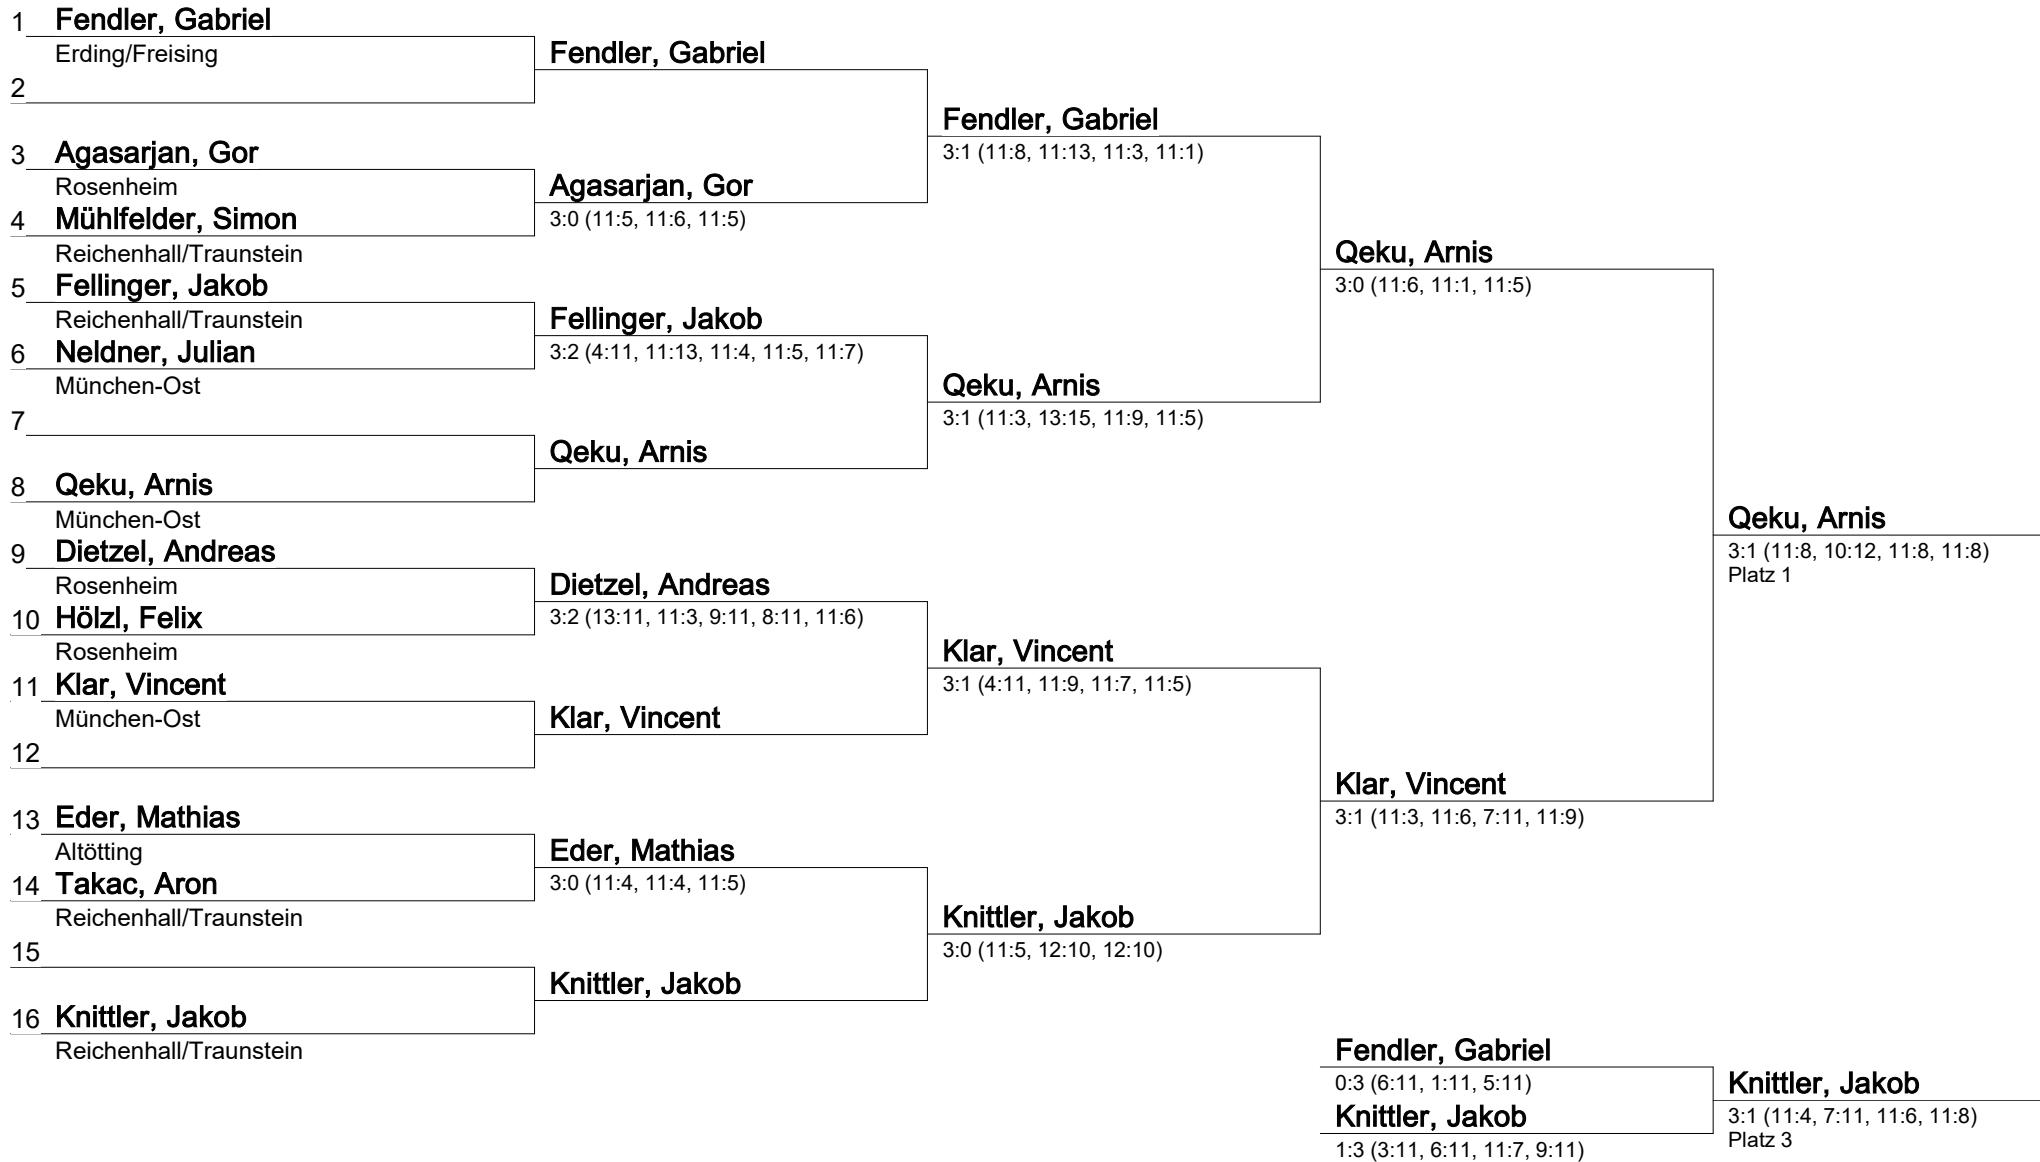 1 Fendler, Gabriel
Erding/Freising
Fendler, Gabriel
2
Fendler, Gabriel
3:1 (11:8, 11:13, 11:3, 11:1)
3 Agasarjan, Gor
Rosenheim
Agasarjan, Gor
3:0 (11:5, 11:6, 11:5)
4 Mühlfelder, Simon
Reichenhall/Traunstein
Qeku, Arnis
3:0 (11:6, 11:1, 11:5)
5 Fellinger, Jakob
Reichenhall/Traunstein
Fellinger, Jakob
3:2 (4:11, 11:13, 11:4, 11:5, 11:7)
6 Neldner, Julian
München-Ost
Qeku, Arnis
3:1 (11:3, 13:15, 11:9, 11:5)
7
Qeku, Arnis
8 Qeku, Arnis
München-Ost
Qeku, Arnis
3:1 (11:8, 10:12, 11:8, 11:8)
Platz 1
9 Dietzel, Andreas
Rosenheim
Dietzel, Andreas
3:2 (13:11, 11:3, 9:11, 8:11, 11:6)
10 Hölzl, Felix
Rosenheim
Klar, Vincent
3:1 (4:11, 11:9, 11:7, 11:5)
11 Klar, Vincent
München-Ost
Klar, Vincent
12
Klar, Vincent
3:1 (11:3, 11:6, 7:11, 11:9)
13 Eder, Mathias
Altötting
Eder, Mathias
3:0 (11:4, 11:4, 11:5)
14 Takac, Aron
Reichenhall/Traunstein
Knittler, Jakob
3:0 (11:5, 12:10, 12:10)
15
Knittler, Jakob
16 Knittler, Jakob
Reichenhall/Traunstein
Fendler, Gabriel
0:3 (6:11, 1:11, 5:11)
Knittler, Jakob
1:3 (3:11, 6:11, 11:7, 9:11)
Knittler, Jakob
3:1 (11:4, 7:11, 11:6, 11:8)
Platz 3